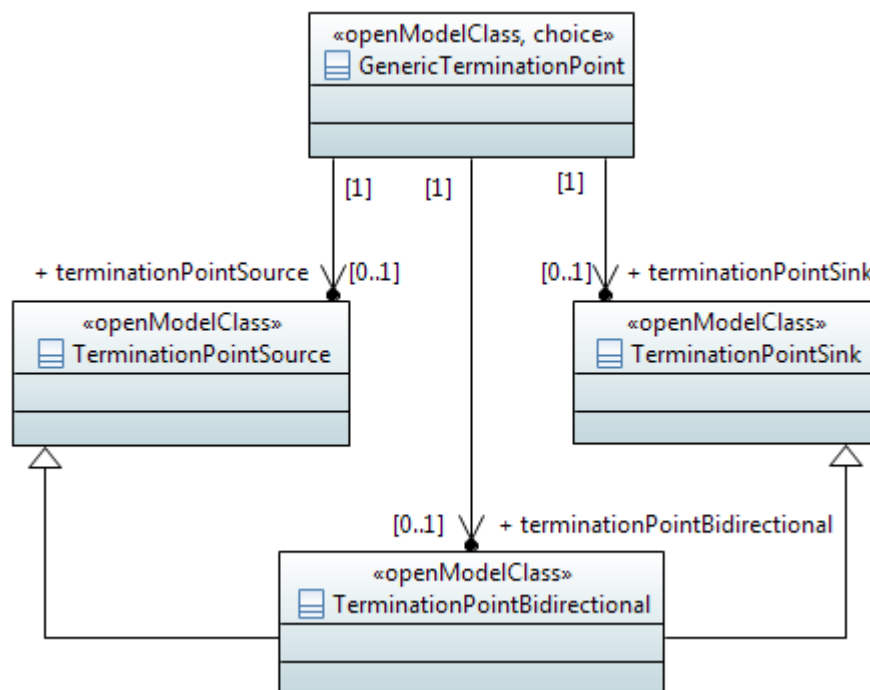 «openModelClass, choice»
GenericTerminationPoint
[1]
[1]
[1]
+ terminationPointSource
[0..1]
[0..1]
+ terminationPointSink
«openModelClass»
TerminationPointSource
«openModelClass»
TerminationPointSink
[0..1]
+ terminationPointBidirectional
«openModelClass»
TerminationPointBidirectional